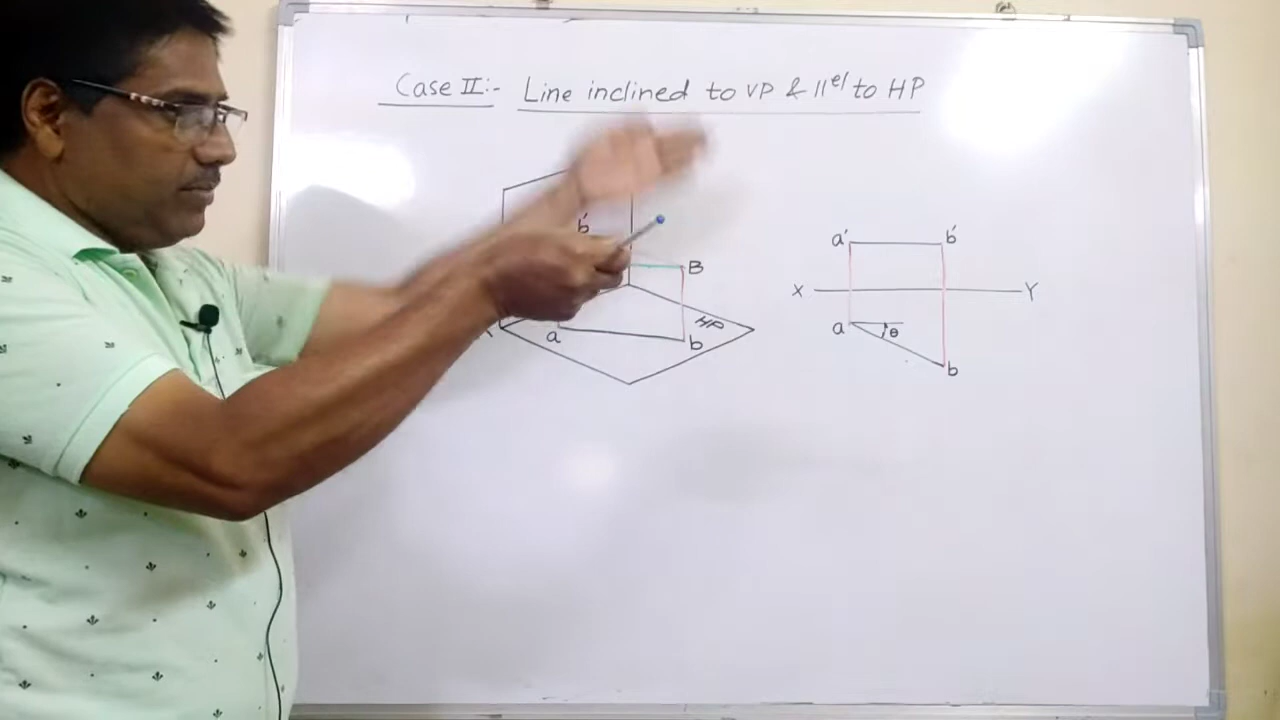 Case II:- Line inclined to VP & ||el to HP
b′
B
HP
a
b
a′ b′
X Y
a θ
b